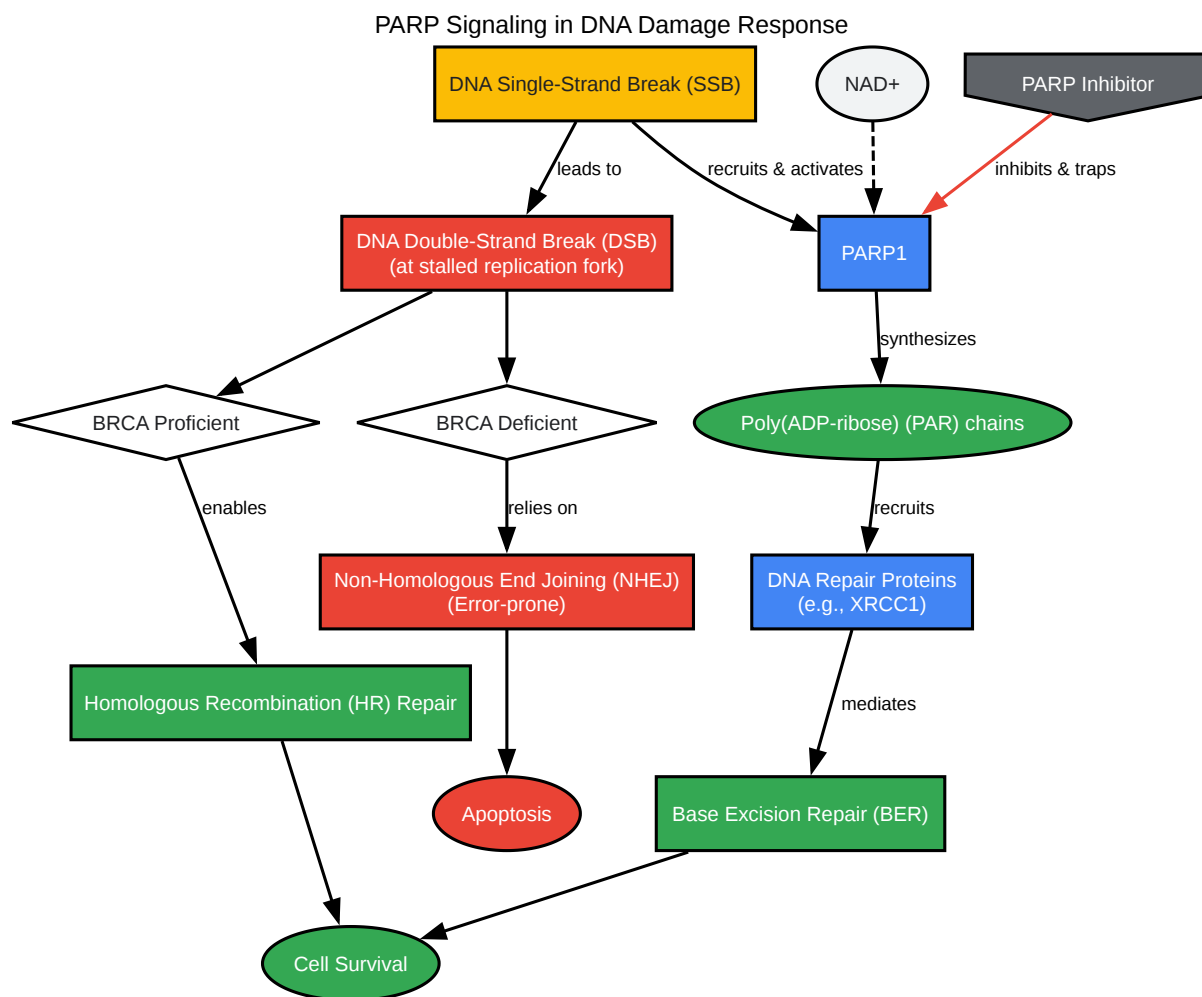 PARP Signaling in DNA Damage Response
DNA Single-Strand Break (SSB)
NAD+
PARP Inhibitor
leads to
recruits & activates
inhibits & traps
DNA Double-Strand Break (DSB)
(at stalled replication fork)
PARP1
synthesizes
BRCA Proficient
BRCA Deficient
Poly(ADP-ribose) (PAR) chains
enables
relies on
recruits
Non-Homologous End Joining (NHEJ)
(Error-prone)
DNA Repair Proteins
(e.g., XRCC1)
Homologous Recombination (HR) Repair
mediates
Apoptosis
Base Excision Repair (BER)
Cell Survival